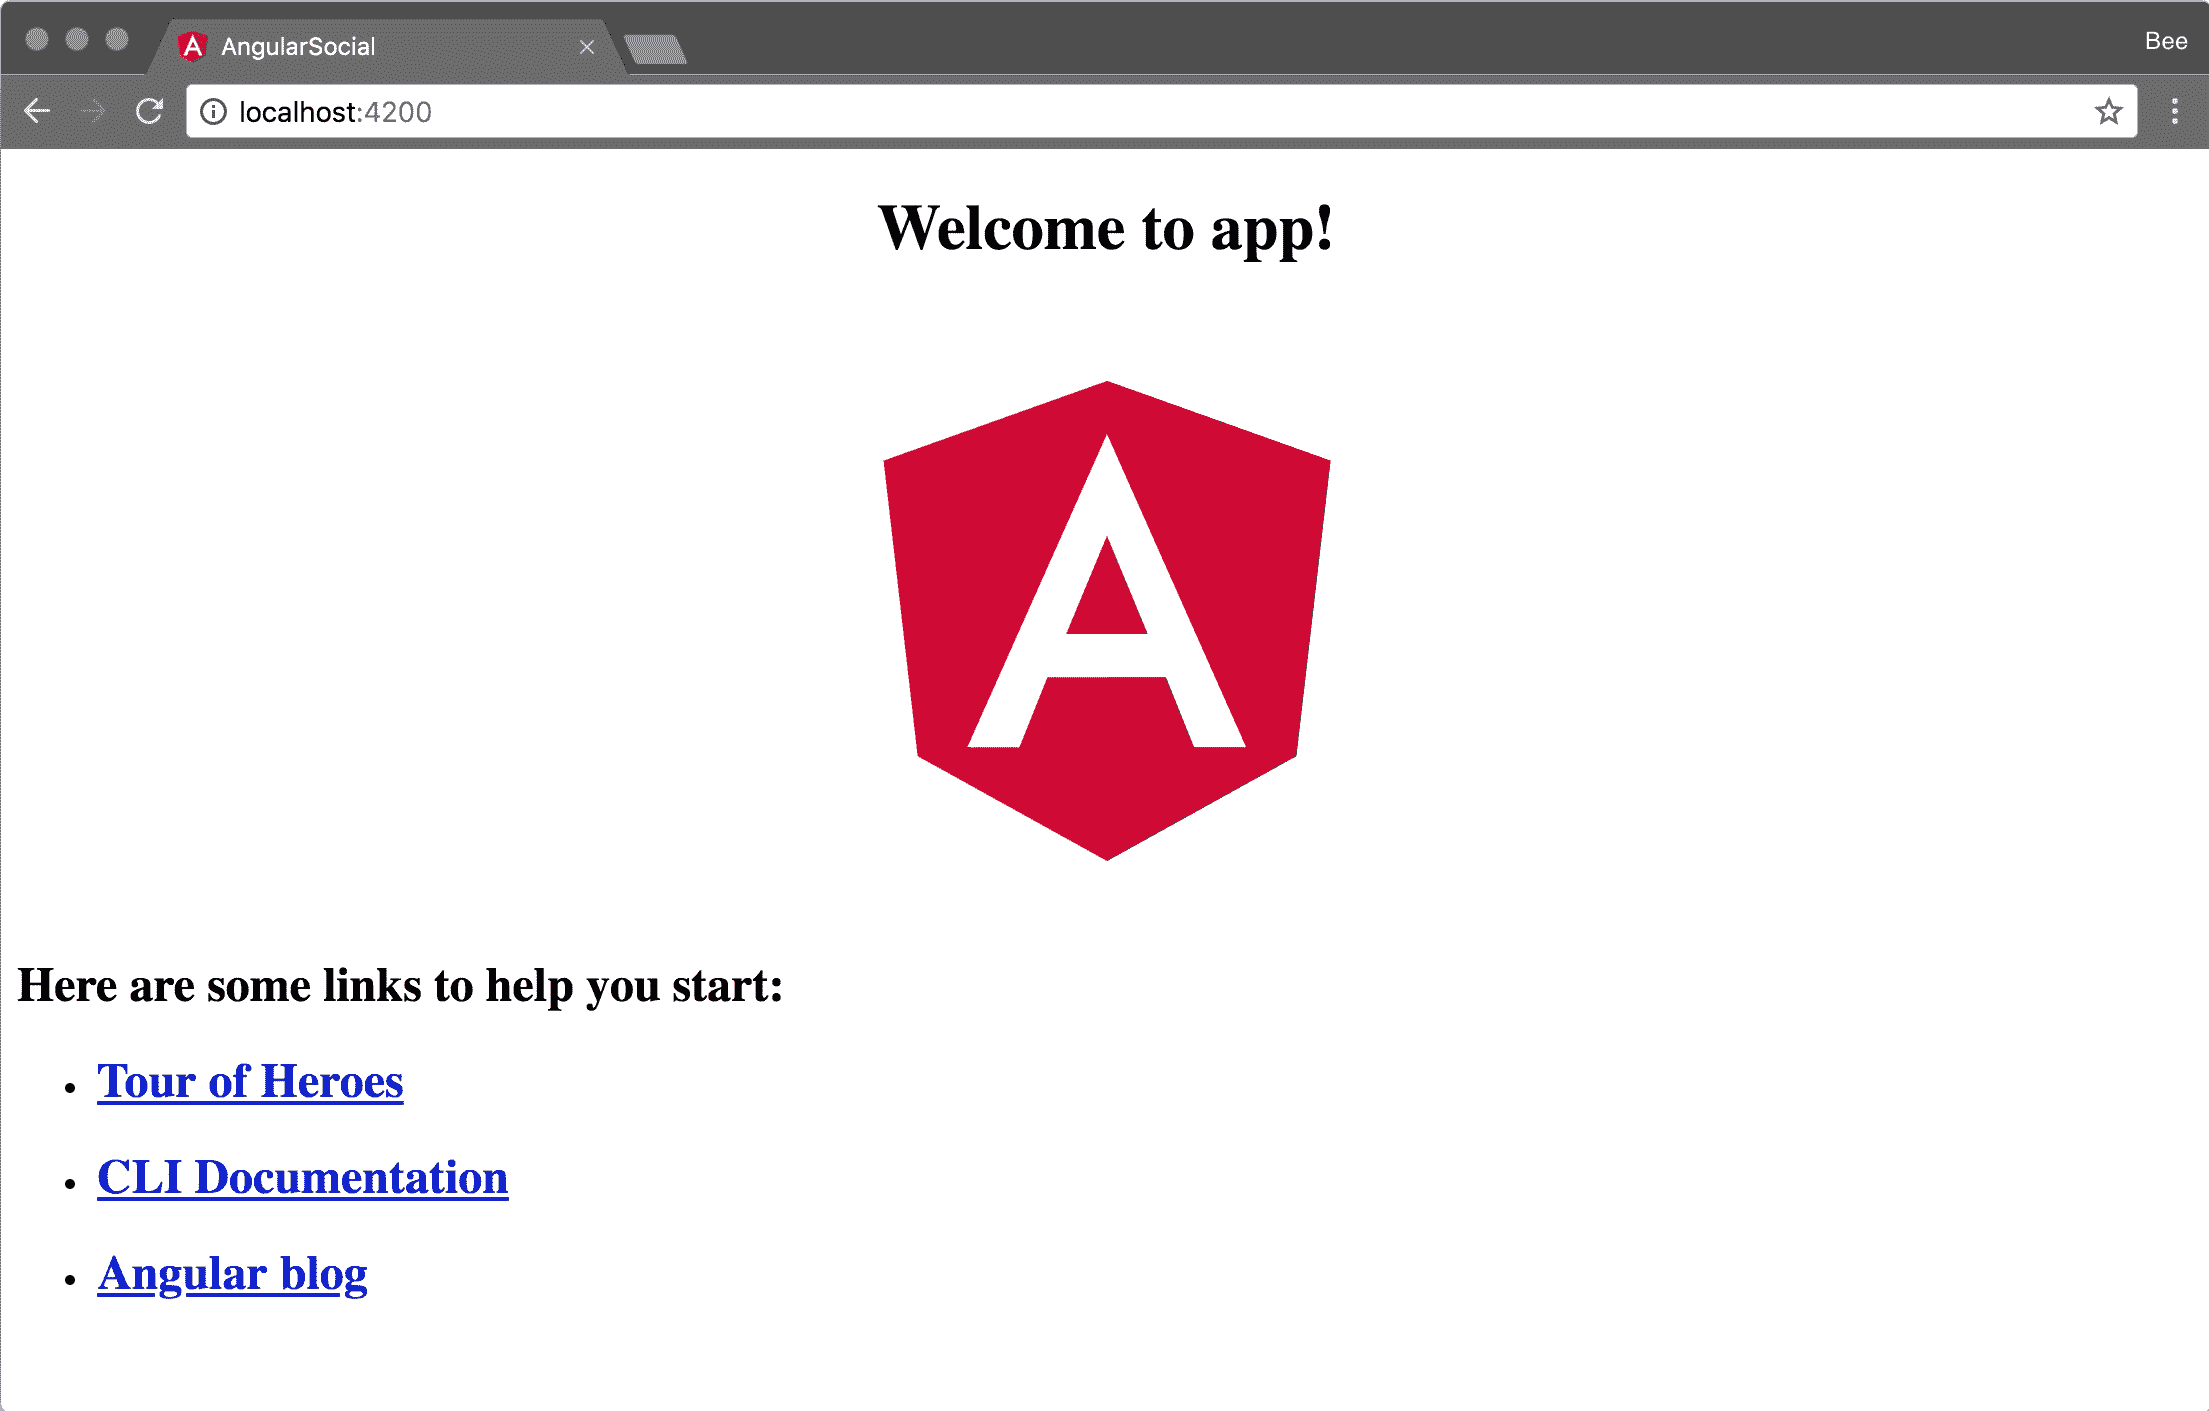 AngularSocial
Bee
localhost:4200
Welcome to app!
A
Here are some links to help you start:
Tour of Heroes
CLI Documentation
Angular blog